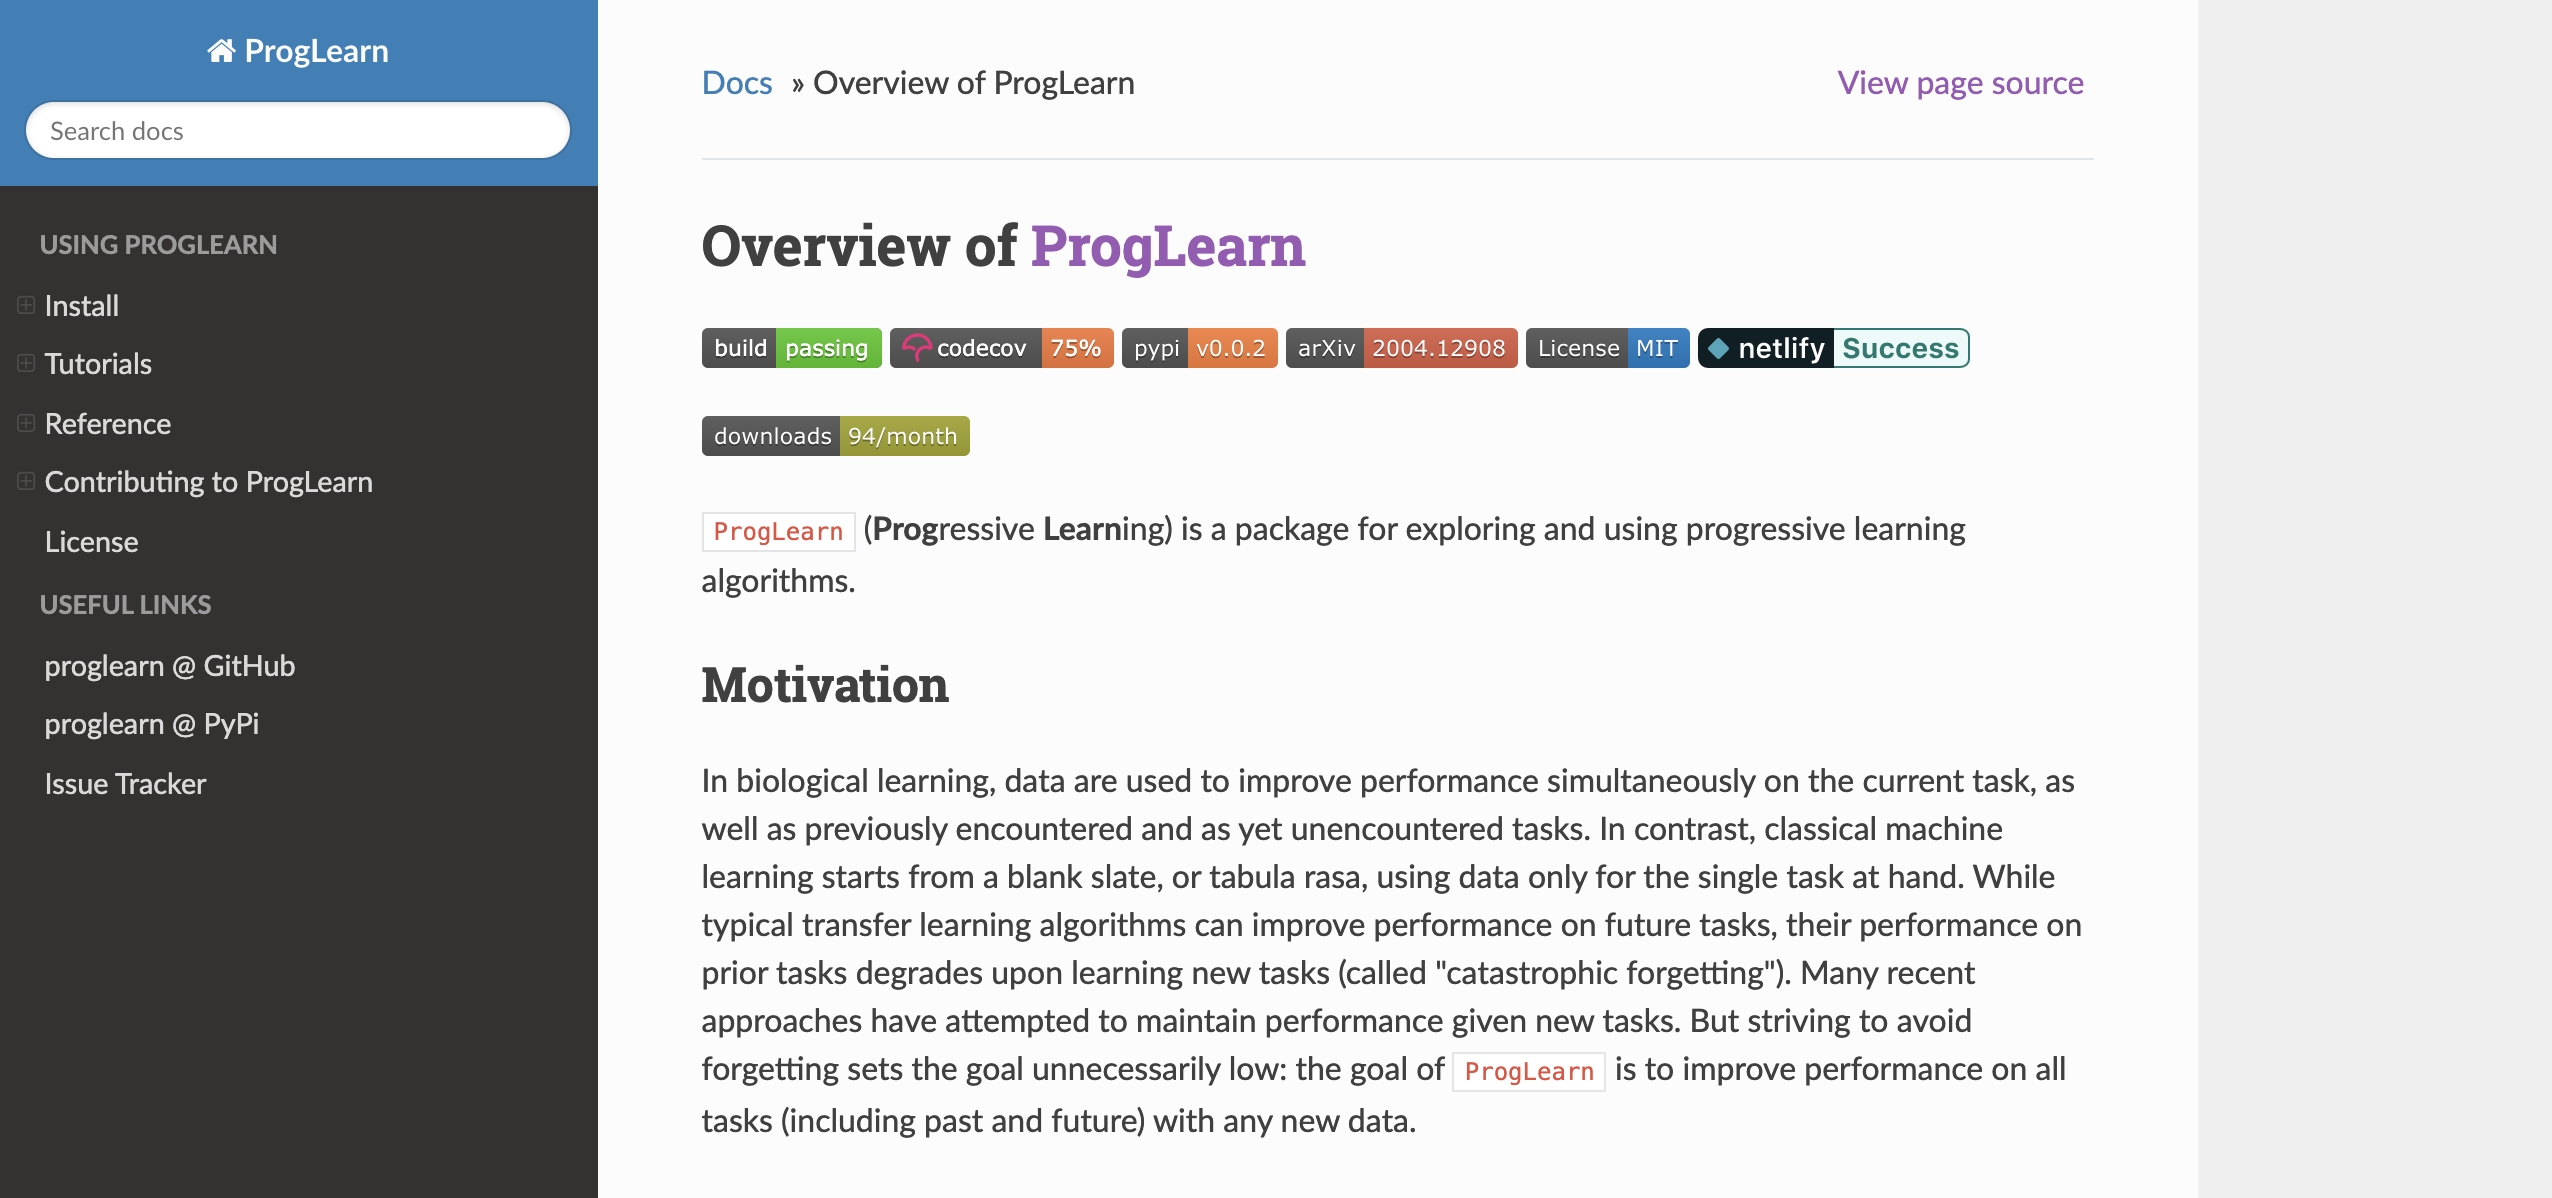 ProgLearn
Search docs
USING PROGLEARN
Install
Tutorials
Reference
Contributing to ProgLearn
License
USEFUL LINKS
proglearn @ GitHub
proglearn @ PyPi
Issue Tracker
Docs » Overview of ProgLearn
View page source
Overview of ProgLearn
build passing codecov 75% pypi v0.0.2 arXiv 2004.12908 License MIT netlify Success
downloads 94/month
ProgLearn (Progressive Learning) is a package for exploring and using progressive learning
algorithms.
Motivation
In biological learning, data are used to improve performance simultaneously on the current task, as
well as previously encountered and as yet unencountered tasks. In contrast, classical machine
learning starts from a blank slate, or tabula rasa, using data only for the single task at hand. While
typical transfer learning algorithms can improve performance on future tasks, their performance on
prior tasks degrades upon learning new tasks (called "catastrophic forgetting"). Many recent
approaches have attempted to maintain performance given new tasks. But striving to avoid
forgetting sets the goal unnecessarily low: the goal of ProgLearn is to improve performance on all
tasks (including past and future) with any new data.